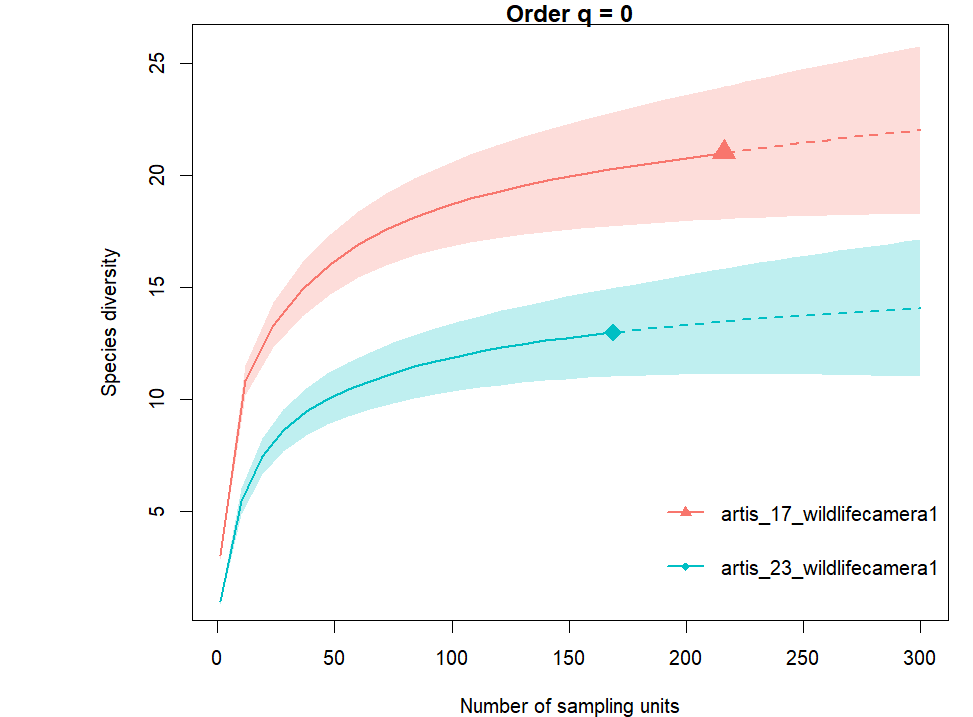 Order q = 0
25
20
15
10
5
Species diversity
artis_17_wildlifecamera1
artis_23_wildlifecamera1
0 50 100 150 200 250 300
Number of sampling units